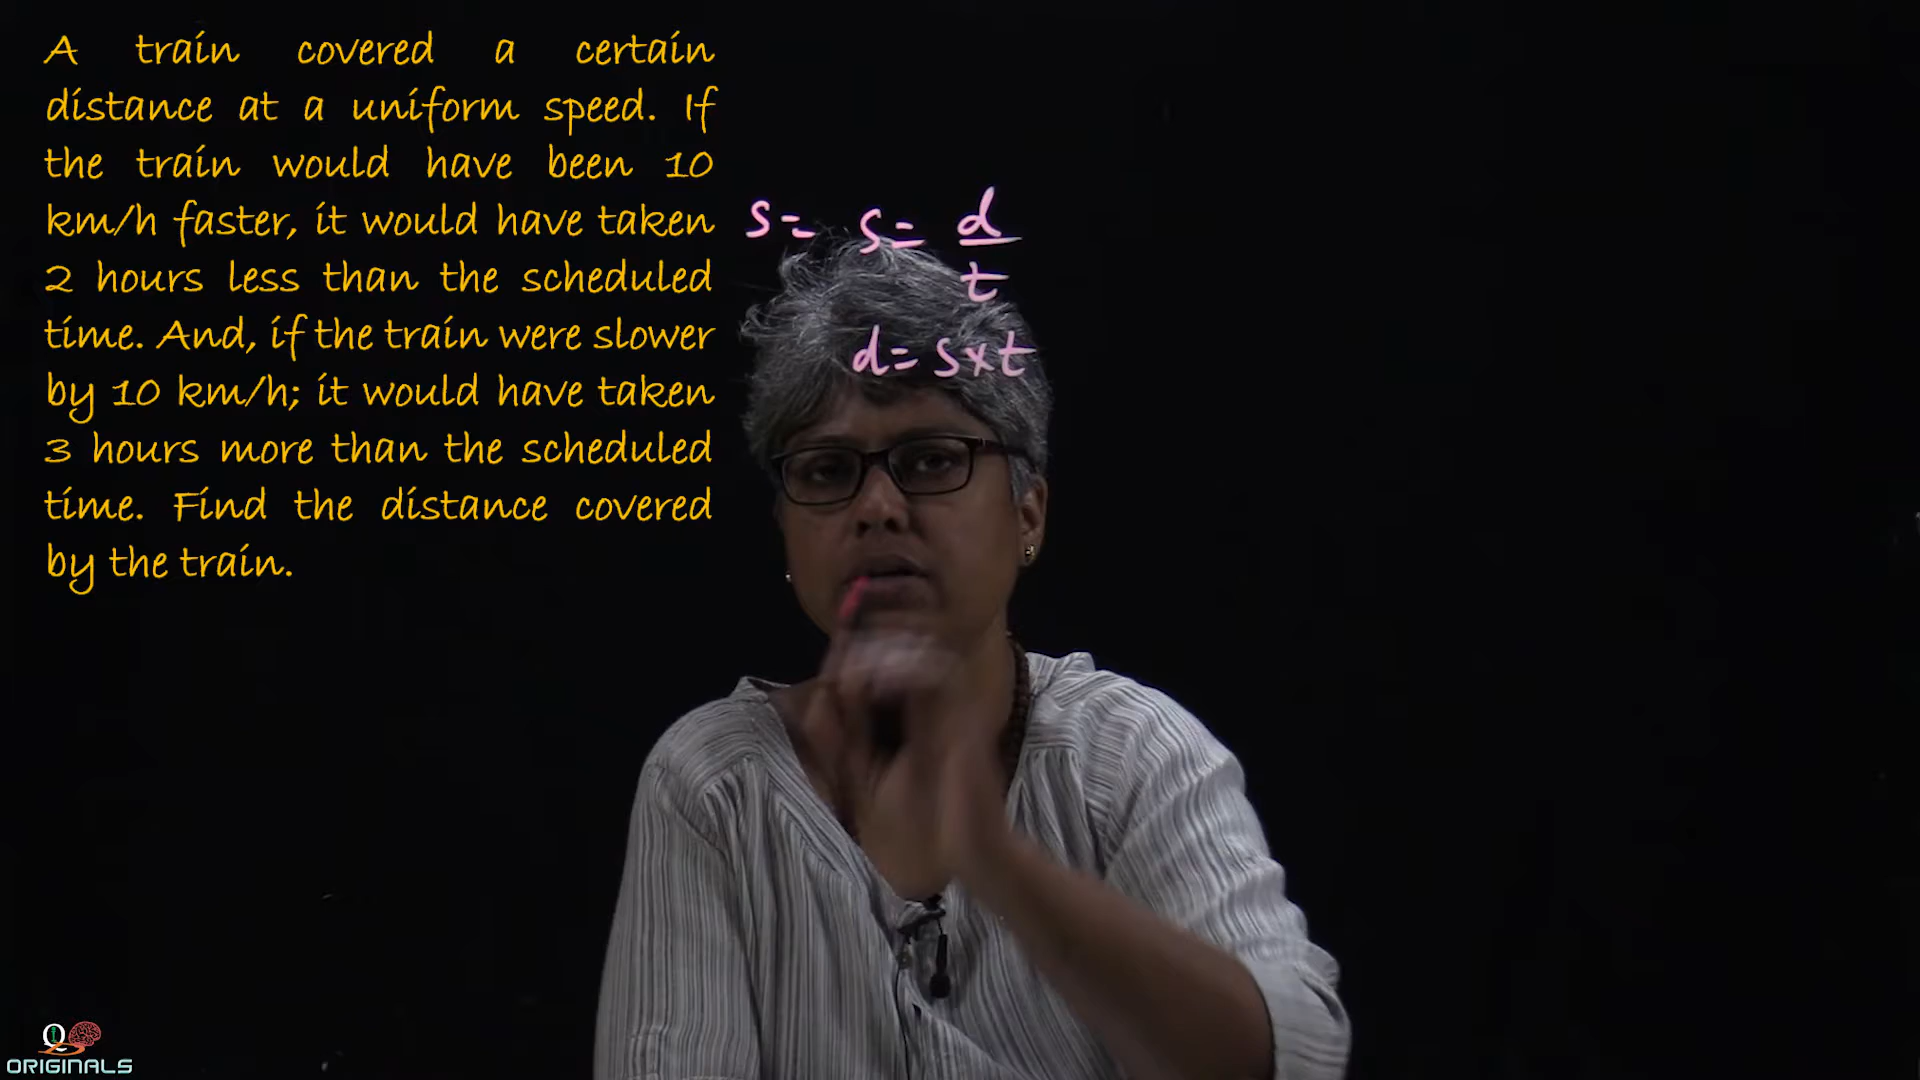 A train covered a certain
distance at a uniform speed. If
the train would have been 10
km/h faster, it would have taken
2 hours less than the scheduled
time. And, if the train were slower
by 10 km/h; it would have taken
3 hours more than the scheduled
time. Find the distance covered
by the train.
s= s= d/t
d= s×t
Q
ORIGINALS